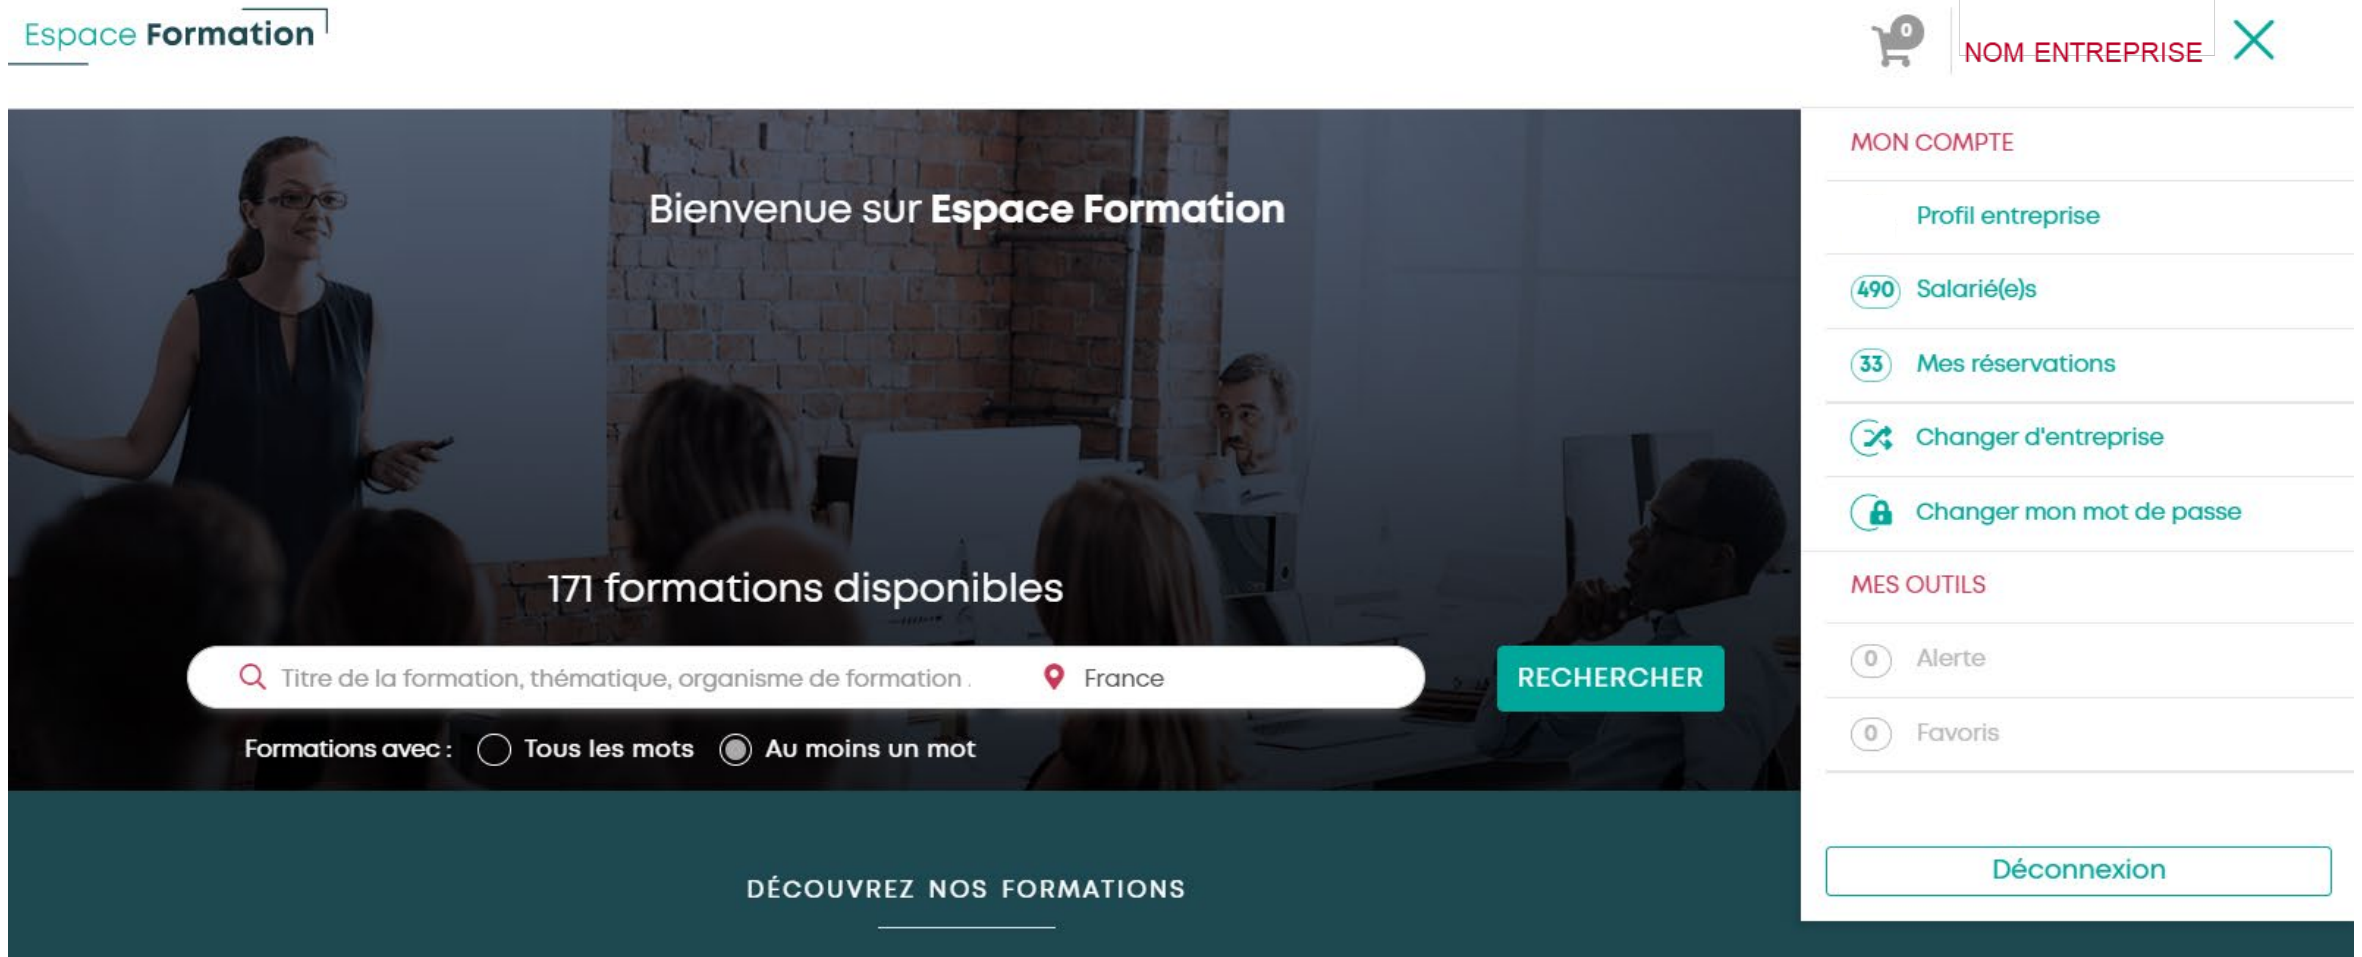 Espace Formation
0
NOM ENTREPRISE
Bienvenue sur Espace Formation
171 formations disponibles
Titre de la formation, thématique, organisme de formation .
France
RECHERCHER
Formations avec : Tous les mots Au moins un mot
DÉCOUVREZ NOS FORMATIONS
MON COMPTE
Profil entreprise
490 Salarié(e)s
33 Mes réservations
Changer d'entreprise
Changer mon mot de passe
MES OUTILS
0 Alerte
0 Favoris
Déconnexion